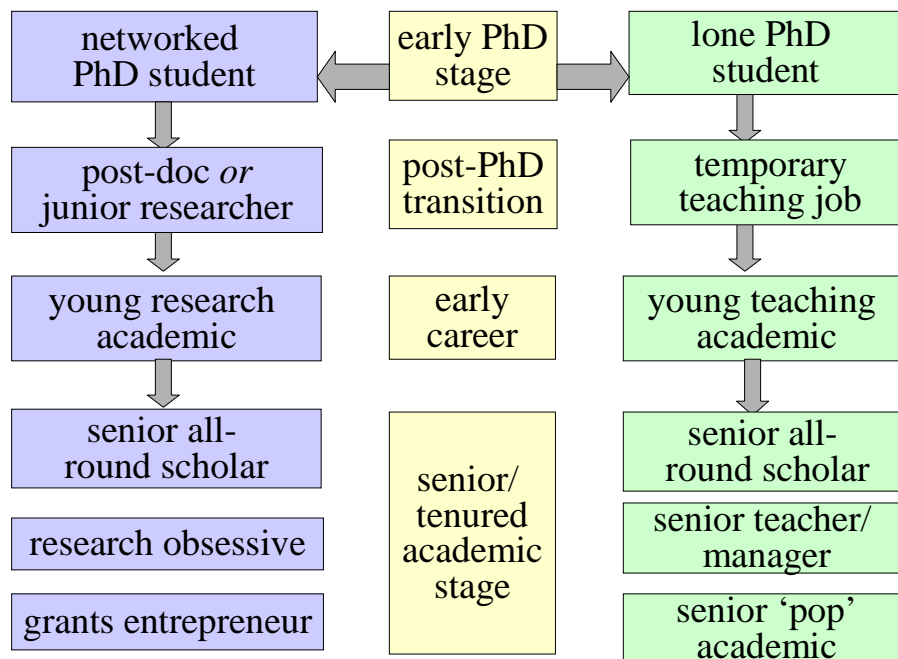 networked
PhD student
early PhD
stage
lone PhD
student
post-doc or
junior researcher
post-PhD
transition
temporary
teaching job
young research
academic
early
career
young teaching
academic
senior all-
round scholar
senior/
tenured
academic
stage
senior all-
round scholar
research obsessive
senior teacher/
manager
grants entrepreneur
senior ‘pop’
academic